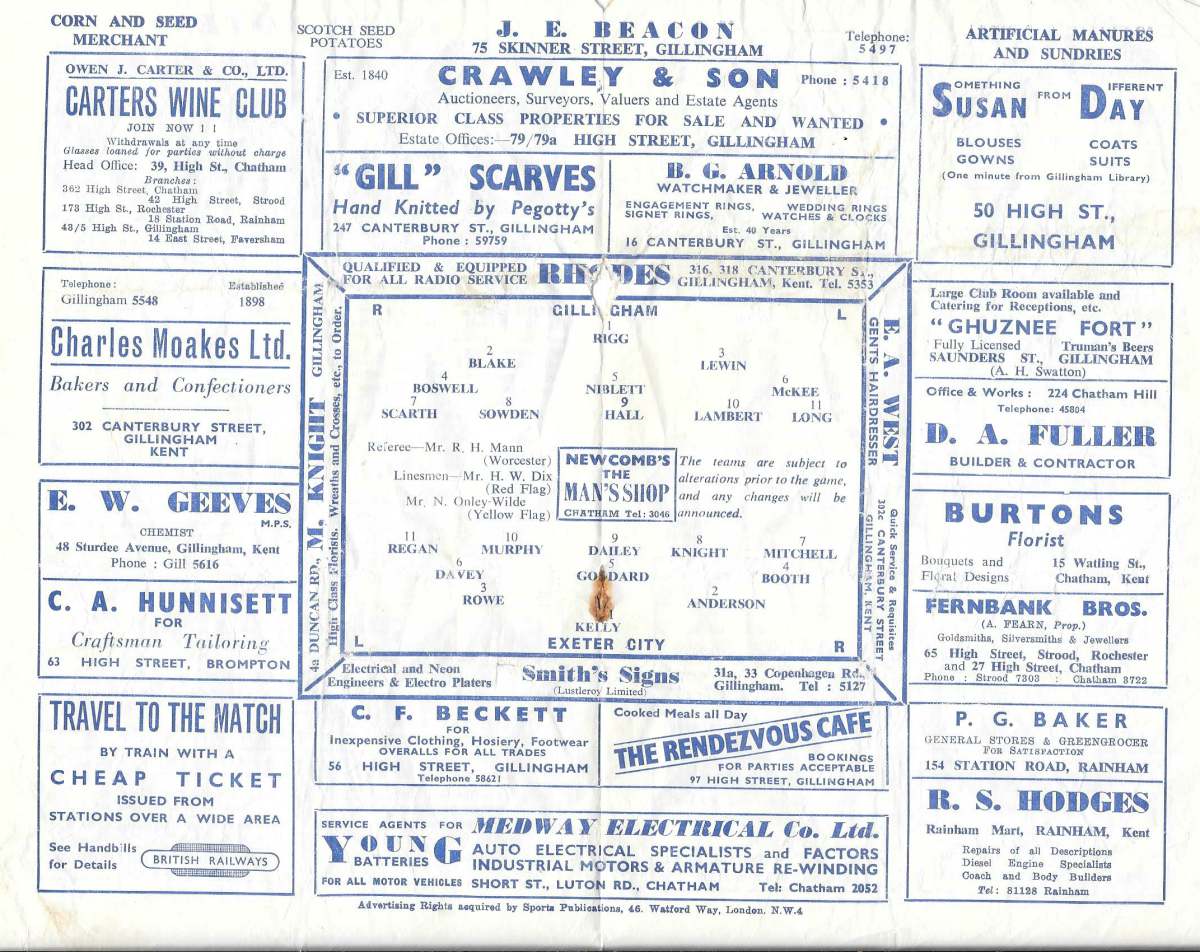 CORN AND SEED
MERCHANT
SCOTCH SEED
POTATOES
J. E. BEACON
75 SKINNER STREET, GILLINGHAM
Telephone:
5497
ARTIFICIAL MANURES
AND SUNDRIES
OWEN J. CARTER & CO., LTD.
CARTERS WINE CLUB
JOIN NOW ! !
Withdrawals at any time
Glasses loaned for parties without charge
Head Office: 39, High St., Chatham
Branches:
362 High Street, Chatham
42 High Street, Strood
173 High St., Rochester
18 Station Road, Rainham
48/5 High St., Gillingham
14 East Street, Faversham
Est. 1840
CRAWLEY & SON
Phone : 5418
Auctioneers, Surveyors, Valuers and Estate Agents
• SUPERIOR CLASS PROPERTIES FOR SALE AND WANTED •
Estate Offices:—79/79a HIGH STREET, GILLINGHAM
"GILL" SCARVES
Hand Knitted by Pegotty's
247 CANTERBURY ST., GILLINGHAM
Phone : 59759
B. G. ARNOLD
WATCHMAKER & JEWELLER
ENGAGEMENT RINGS, WEDDING RINGS
SIGNET RINGS, WATCHES & CLOCKS
Est. 40 Years
16 CANTERBURY ST., GILLINGHAM
SOMETHING DIFFERENT
SUSAN FROM DAY
BLOUSES COATS
GOWNS SUITS
(One minute from Gillingham Library)
50 HIGH ST.,
GILLINGHAM
Telephone: Established
Gillingham 5548 1898
Charles Moakes Ltd.
Bakers and Confectioners
302 CANTERBURY STREET,
GILLINGHAM
KENT
E. W. GEEVES
M.P.S.
CHEMIST
48 Sturdee Avenue, Gillingham, Kent
Phone : Gill 5616
C. A. HUNNISETT
FOR
Craftsman Tailoring
63 HIGH STREET, BROMPTON
TRAVEL TO THE MATCH
BY TRAIN WITH A
CHEAP TICKET
ISSUED FROM
STATIONS OVER A WIDE AREA
See Handbills
for Details
BRITISH RAILWAYS
QUALIFIED & EQUIPPED
FOR ALL RADIO SERVICE
RHODES
316, 318 CANTERBURY ST.,
GILLINGHAM, Kent. Tel. 5353
4a DUNCAN RD., M. KNIGHT GILLINGHAM
High Class Florists. Wreaths and Crosses, etc., to Order.
R GILLINGHAM L
1
RIGG
2 3
BLAKE LEWIN
4 5 6
BOSWELL NIBLETT McKEE
7 8 9 10 11
SCARTH SOWDEN HALL LAMBERT LONG
Referee—Mr. R. H. Mann
(Worcester)
Linesmen—Mr. H. W. Dix
(Red Flag)
Mr. N. Onley-Wilde
(Yellow Flag)
NEWCOMB'S
THE
MAN'S SHOP
CHATHAM Tel: 3046
The teams are subject to
alterations prior to the game,
and any changes will be
announced.
11 10 9 8 7
REGAN MURPHY DAILEY KNIGHT MITCHELL
6 5 4
DAVEY GODDARD BOOTH
3 2
ROWE ANDERSON
KELLY
L EXETER CITY R
E. A. WEST
GENTS HAIRDRESSER
Quick Service & Requisites
302c CANTERBURY STREET
GILLINGHAM, KENT
Electrical and Neon
Engineers & Electro Platers
Smith's Signs
(Lustleroy Limited)
31a, 33 Copenhagen Rd.,
Gillingham. Tel : 5127
Large Club Room available and
Catering for Receptions, etc.
"GHUZNEE FORT"
Fully Licensed Truman's Beers
SAUNDERS ST., GILLINGHAM
(A. H. Swatton)
Office & Works : 224 Chatham Hill
Telephone: 45804
D. A. FULLER
BUILDER & CONTRACTOR
BURTONS
Florist
Bouquets and 15 Watling St.,
Floral Designs Chatham, Kent
FERNBANK BROS.
(A. FEARN, Prop.)
Goldsmiths, Silversmiths & Jewellers
65 High Street, Strood, Rochester
and 27 High Street, Chatham
Phone : Strood 7303 : Chatham 3722
C. F. BECKETT
FOR
Inexpensive Clothing, Hosiery, Footwear
OVERALLS FOR ALL TRADES
56 HIGH STREET, GILLINGHAM
Telephone 58621
Cooked Meals all Day
THE RENDEZVOUS CAFE
BOOKINGS
FOR PARTIES ACCEPTABLE
97 HIGH STREET, GILLINGHAM
P. G. BAKER
GENERAL STORES & GREENGROCER
FOR SATISFACTION
154 STATION ROAD, RAINHAM
R. S. HODGES
Rainham Mart, RAINHAM, Kent
Repairs of all Descriptions
Diesel Engine Specialists
Coach and Body Builders
Tel: 81128 Rainham
SERVICE AGENTS FOR MEDWAY ELECTRICAL Co. Ltd.
YOUNG AUTO ELECTRICAL SPECIALISTS and FACTORS
BATTERIES INDUSTRIAL MOTORS & ARMATURE RE-WINDING
FOR ALL MOTOR VEHICLES SHORT ST., LUTON RD., CHATHAM Tel: Chatham 2052
Advertising Rights acquired by Sports Publications, 46. Watford Way, London. N.W.4